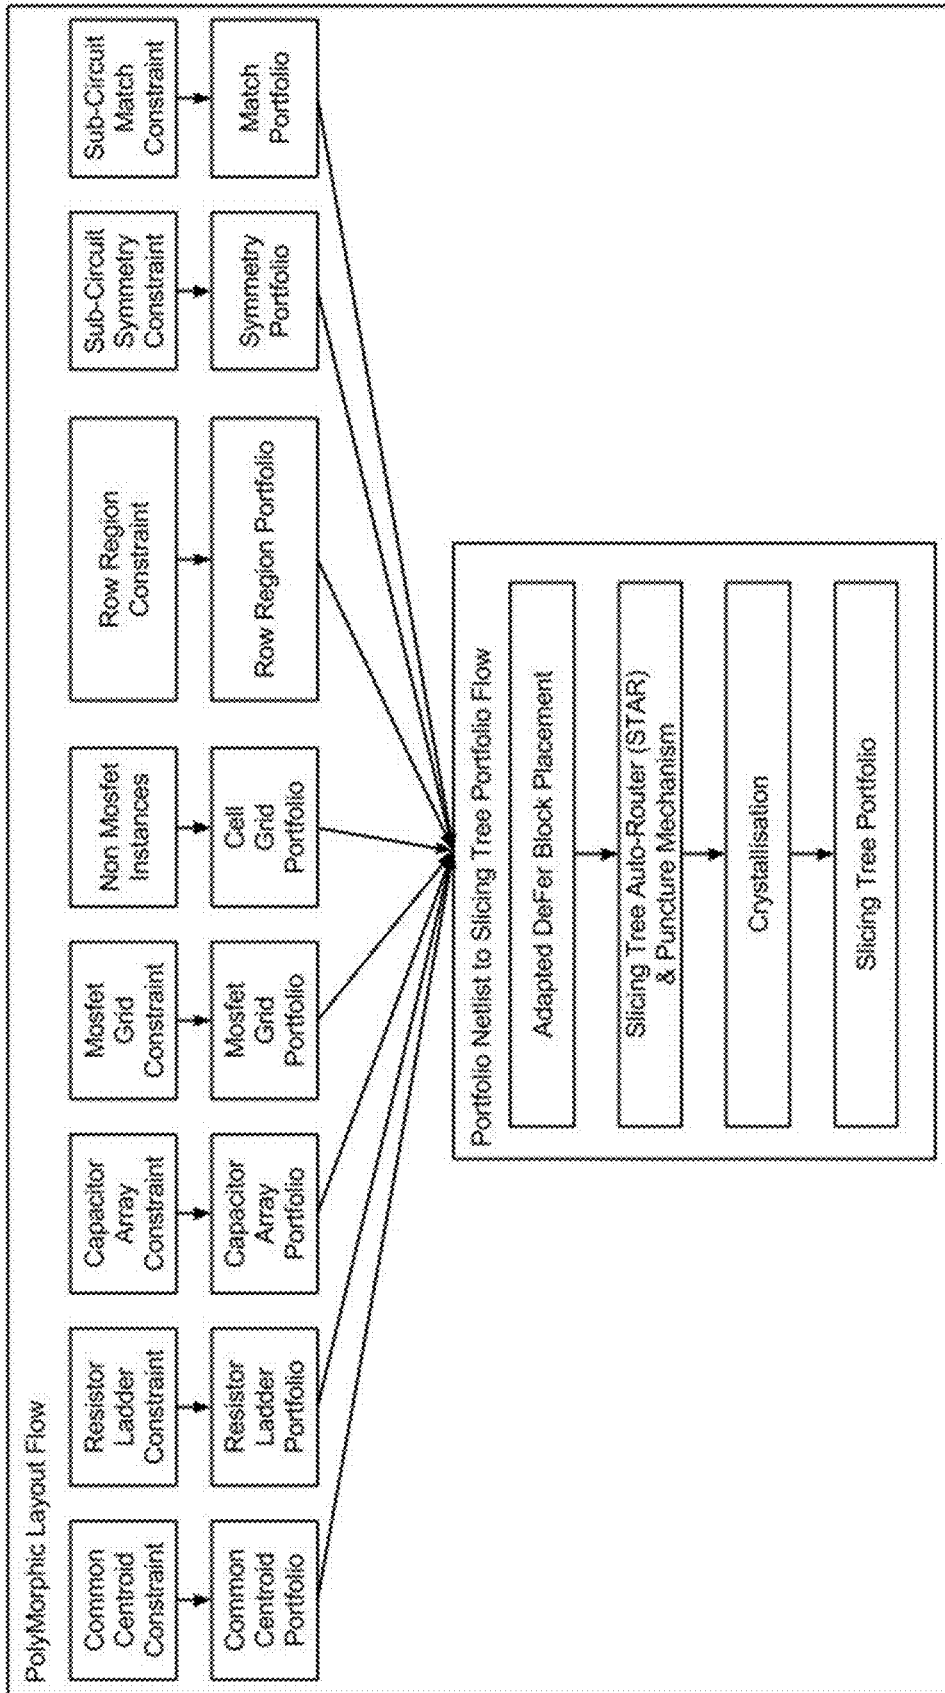 PolyMorphic Layout Flow
Common
Centroid
Constraint
Resistor
Ladder
Constraint
Capacitor
Array
Constraint
Mosfet
Grid
Constraint
Non Mosfet
Instances
Row Region
Constraint
Sub-Circuit
Symmetry
Constraint
Sub-Circuit
Match
Constraint
Common
Centroid
Portfolio
Resistor
Ladder
Portfolio
Capacitor
Array
Portfolio
Mosfet
Grid
Portfolio
Cell
Grid
Portfolio
Row Region Portfolio
Symmetry
Portfolio
Match
Portfolio
Portfolio Netlist to Slicing Tree Portfolio Flow
Adapted DeFer Block Placement
Slicing Tree Auto-Router (STAR)
& Puncture Mechanism
Crystallisation
Slicing Tree Portfolio